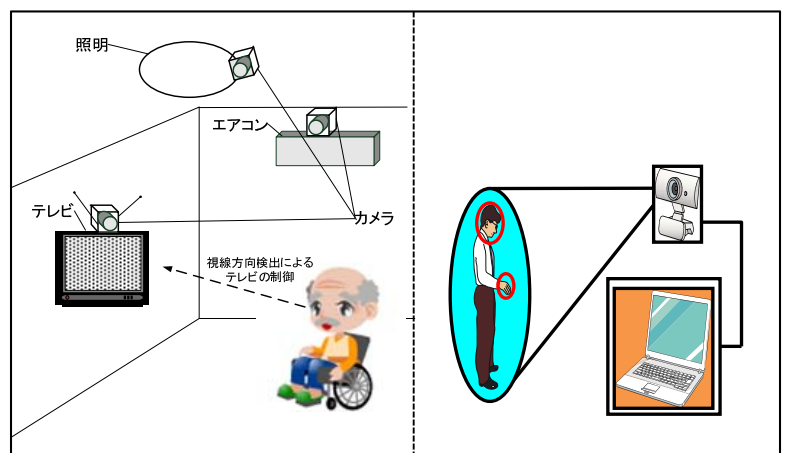 照明
エアコン
テレビ
カメラ
視線方向検出による
テレビの制御